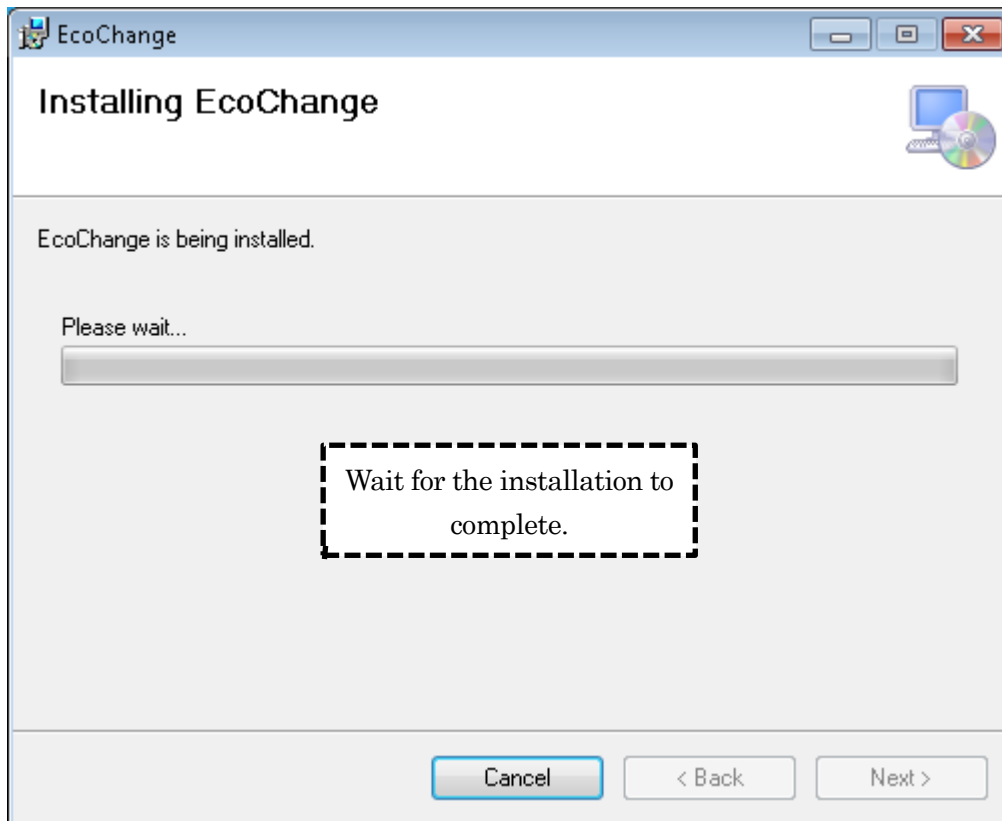 EcoChange
Installing EcoChange
EcoChange is being installed.
Please wait...
Wait for the installation to
complete.
Cancel
< Back
Next >